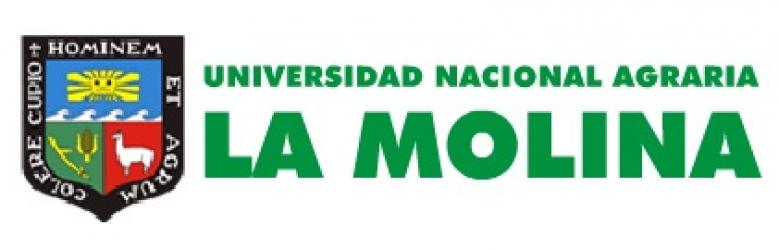 COLERE CUPIO + HOMINEM ET AGRUM
UNIVERSIDAD NACIONAL AGRARIA
LA MOLINA